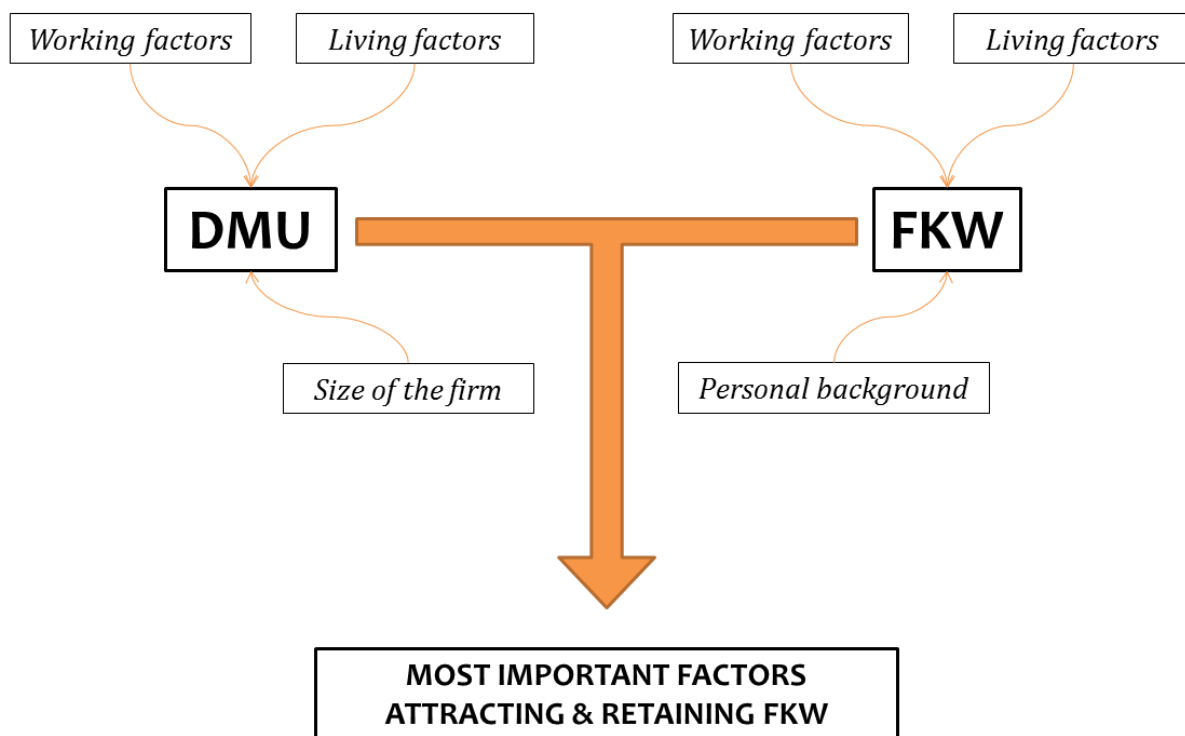 Working factors
Living factors
Working factors
Living factors
DMU
FKW
Size of the firm
Personal background
MOST IMPORTANT FACTORS
ATTRACTING & RETAINING FKW